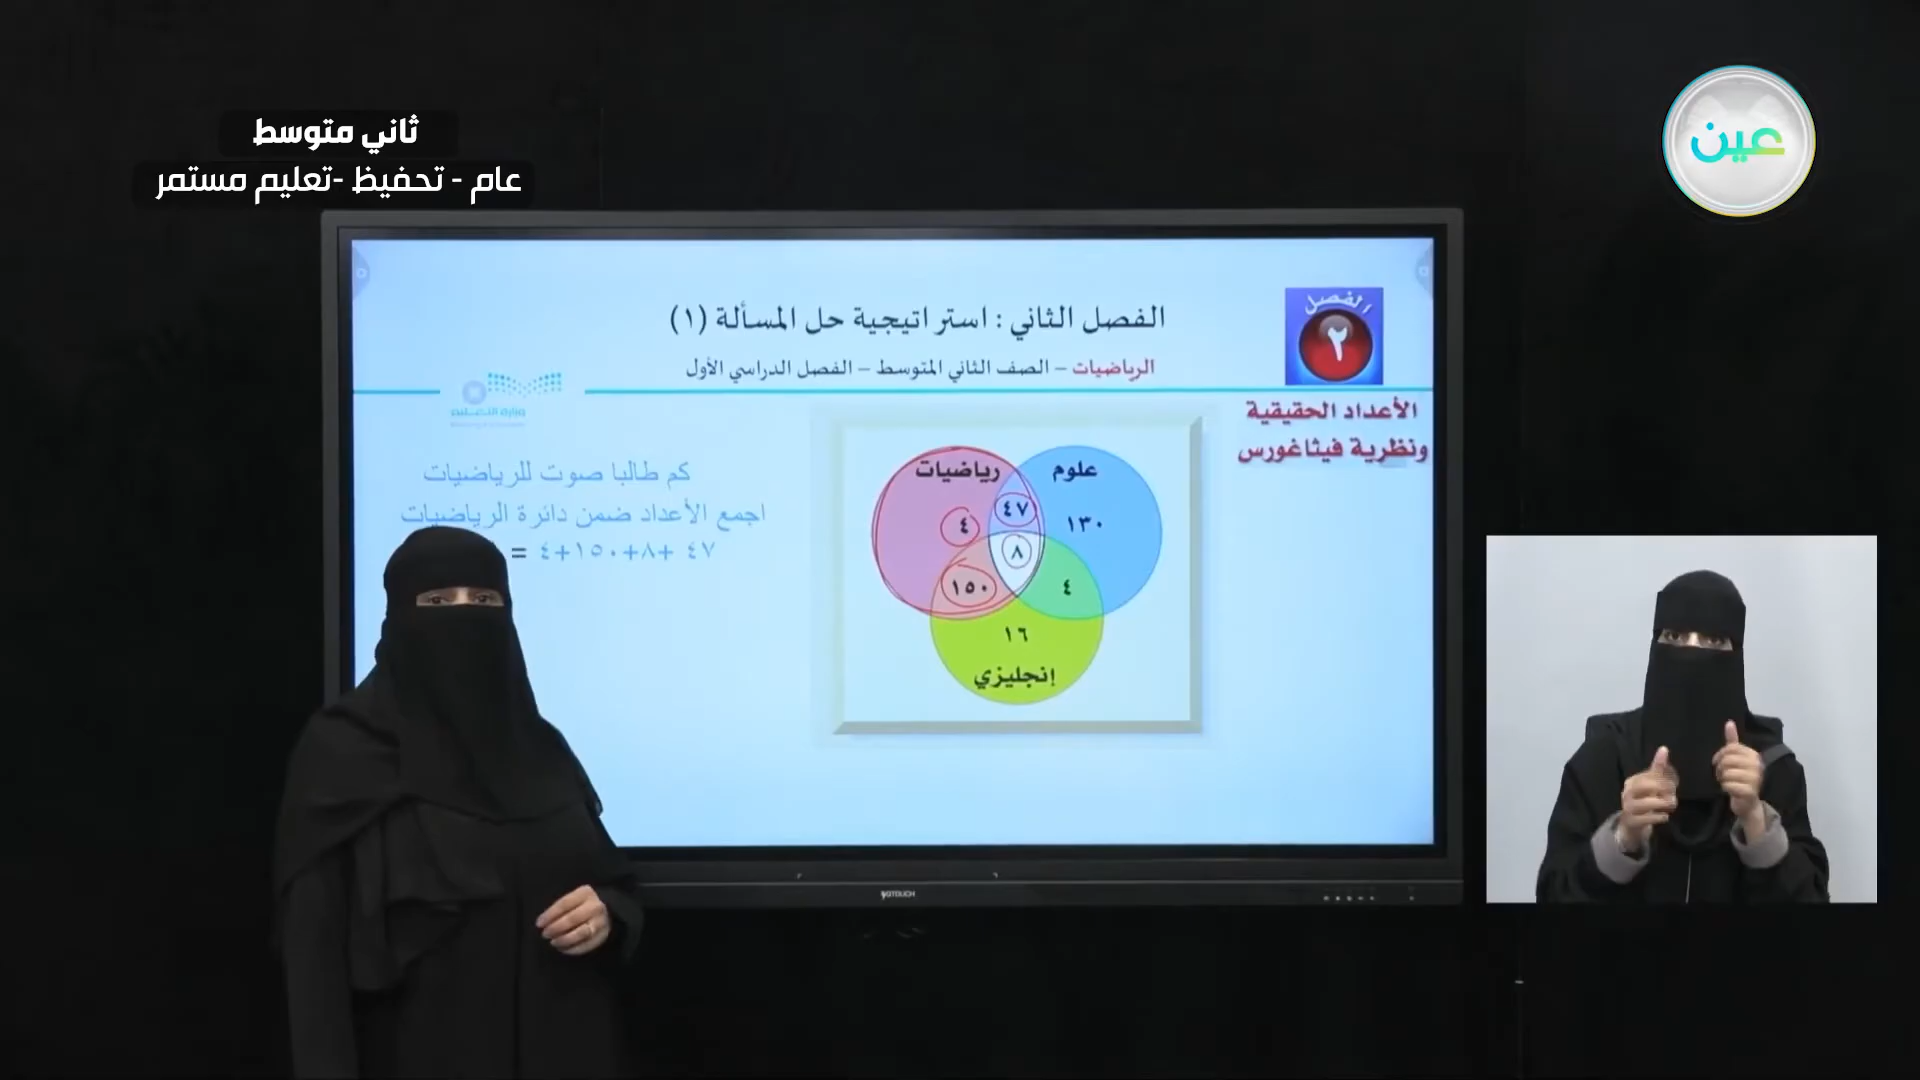 ثاني متوسط
عام - تحفيظ -تعليم مستمر
عين
الفصل
٢
الفصل الثاني : استراتيجية حل المسألة (١)
الرياضيات – الصف الثاني المتوسط – الفصل الدراسي الأول
وزارة التعليم
الأعداد الحقيقية
ونظرية فيثاغورس
علوم
رياضيات
٤٧
١٣٠
٤
٨
٤
١٥٠
١٦
إنجليزي
كم طالبا صوت للرياضيات
اجمع الأعداد ضمن دائرة الرياضيات
٤٧ +٨+١٥٠+٤ =